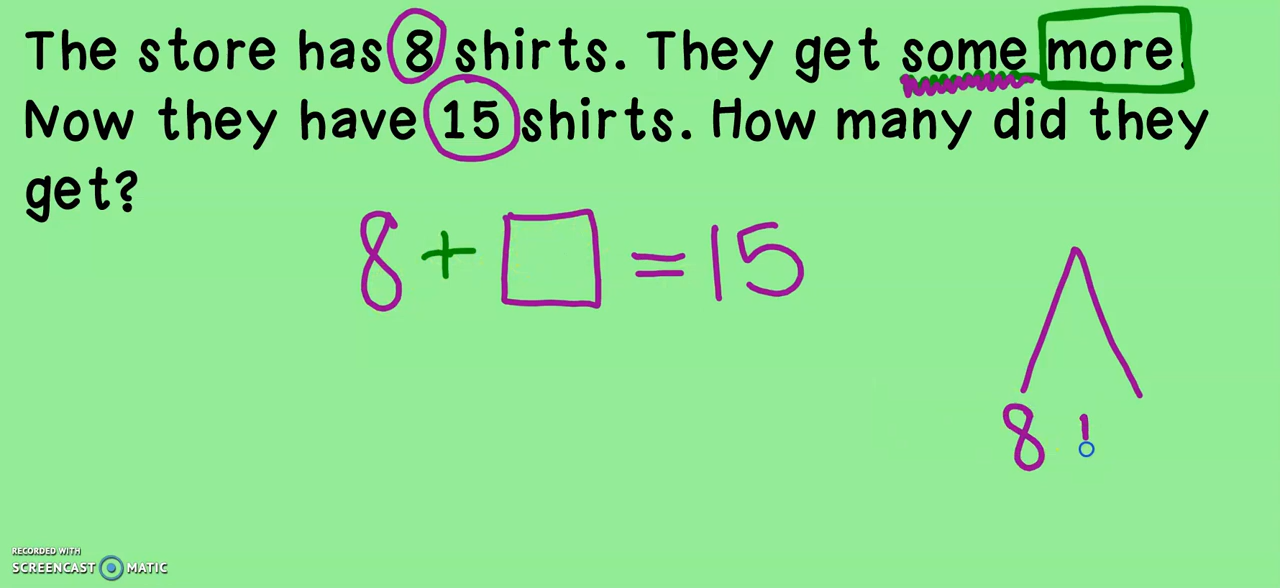 The store has 8 shirts. They get some more.
Now they have 15 shirts. How many did they
get?
8 + □ = 15
8
RECORDED WITH
SCREENCAST MATIC